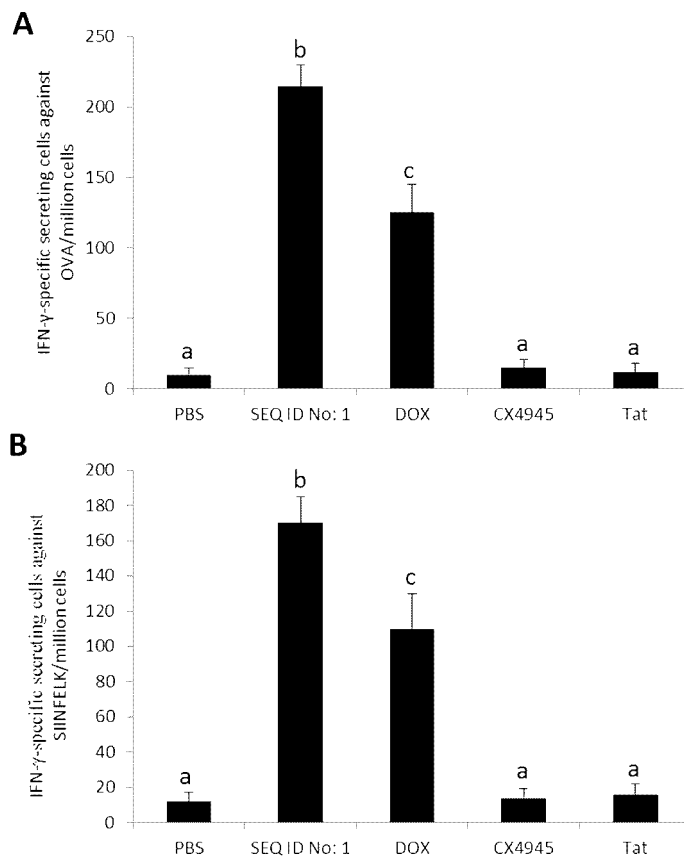 A
IFN-γ-specific secreting cells against
OVA/million cells
250
200
150
100
50
0
a
b
c
a
a
PBS
SEQ ID No: 1
DOX
CX4945
Tat
B
IFN-γ-specific secreting cells against
SIINFELK/million cells
200
180
160
140
120
100
80
60
40
20
0
a
b
c
a
a
PBS
SEQ ID No: 1
DOX
CX4945
Tat